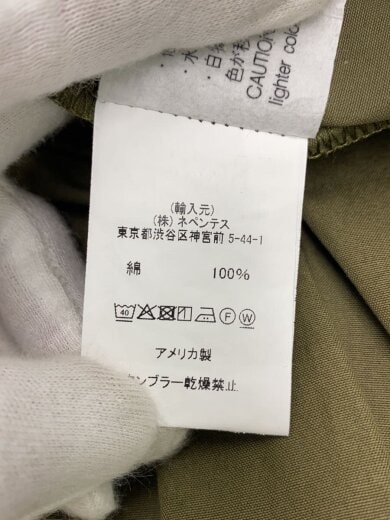 CAUTION
lighter colo
(輸入元)
(株) ネペンテス
東京都渋谷区神宮前 5-44-1
綿 100%
40
F W
アメリカ製
ンブラー乾燥禁止